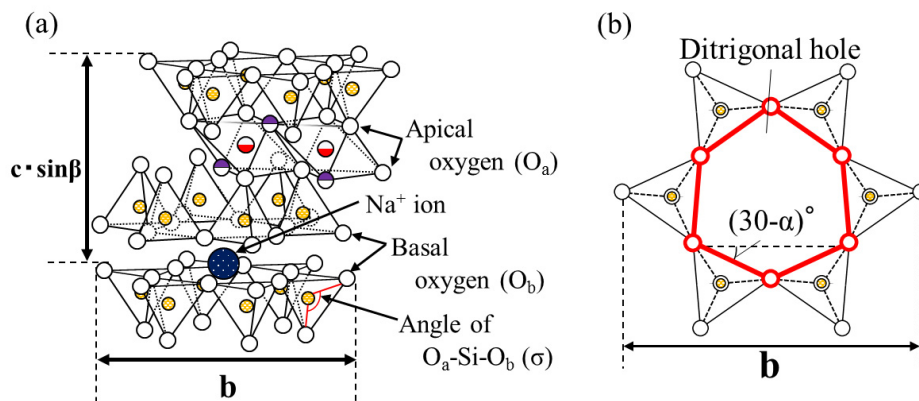 (a)
c・sinβ
Apical
oxygen (Oa)
Na+ ion
Basal
oxygen (Ob)
Angle of
Oa-Si-Ob (σ)
b
(b)
Ditrigonal hole
(30-α)°
b